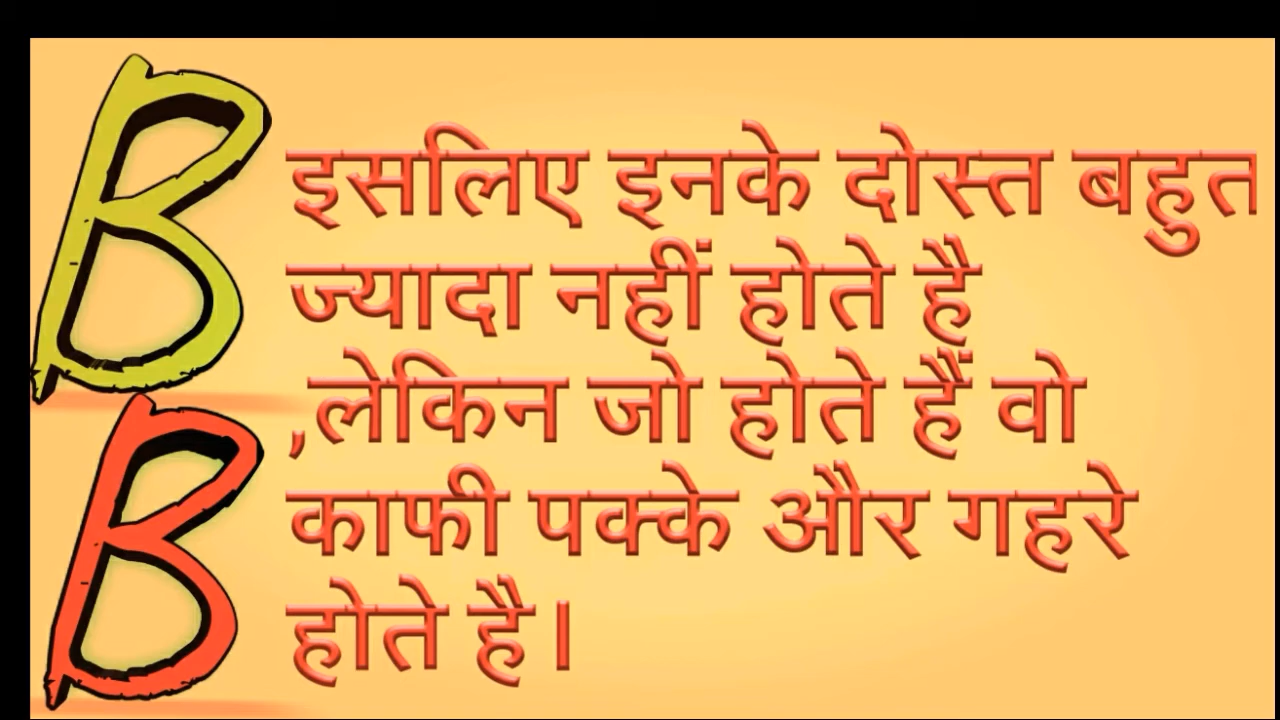 B
इसलिए इनके दोस्त बहुत
ज्यादा नहीं होते है
,लेकिन जो होते हैं वो
B
काफी पक्के और गहरे
होते है।